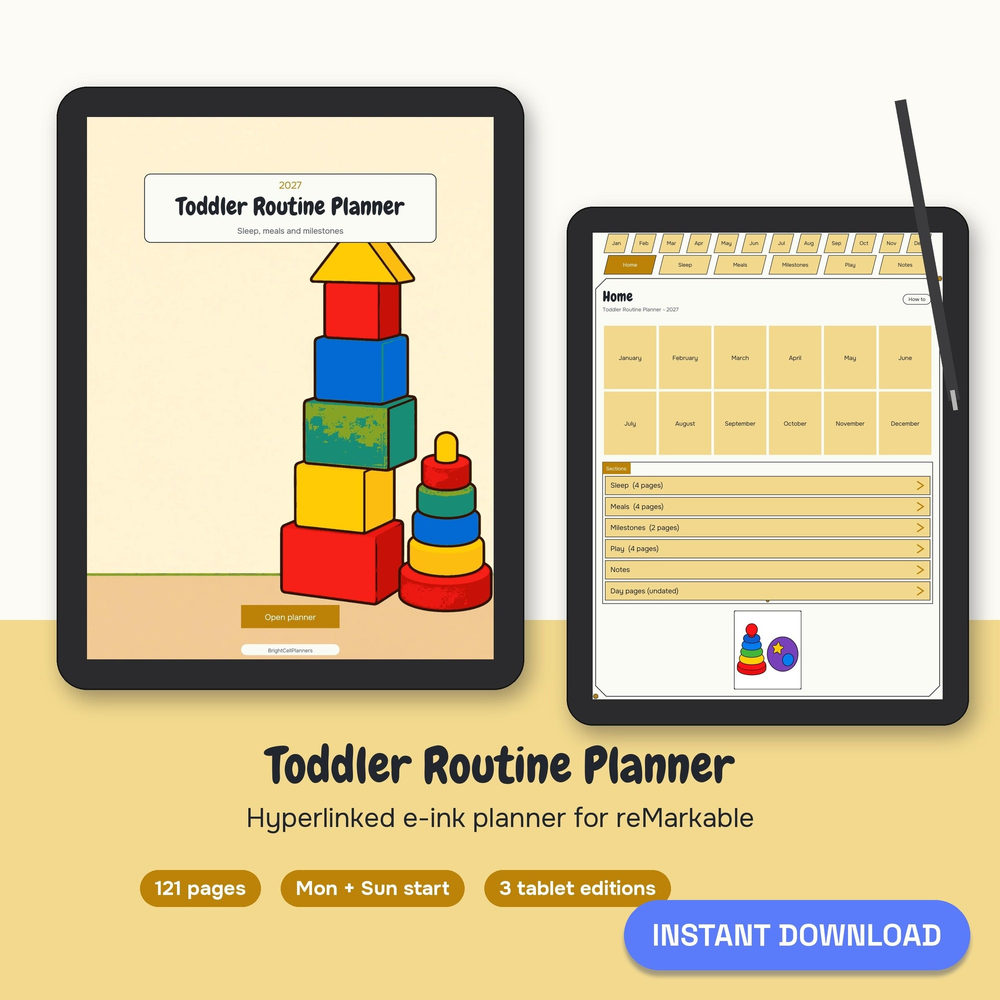 2027
Toddler Routine Planner
Sleep, meals and milestones
Open planner
BrightCellPlanners
Jan Feb Mar Apr May Jun Jul Aug Sep Oct Nov
Home Sleep Meals Milestones Play Notes
Home
How to
Toddler Routine Planner - 2027
January February March April May June
July August September October November December
Sections
Sleep (4 pages)
Meals (4 pages)
Milestones (2 pages)
Play (4 pages)
Notes
Day pages (undated)
Toddler Routine Planner
Hyperlinked e-ink planner for reMarkable
121 pages Mon + Sun start 3 tablet editions
INSTANT DOWNLOAD